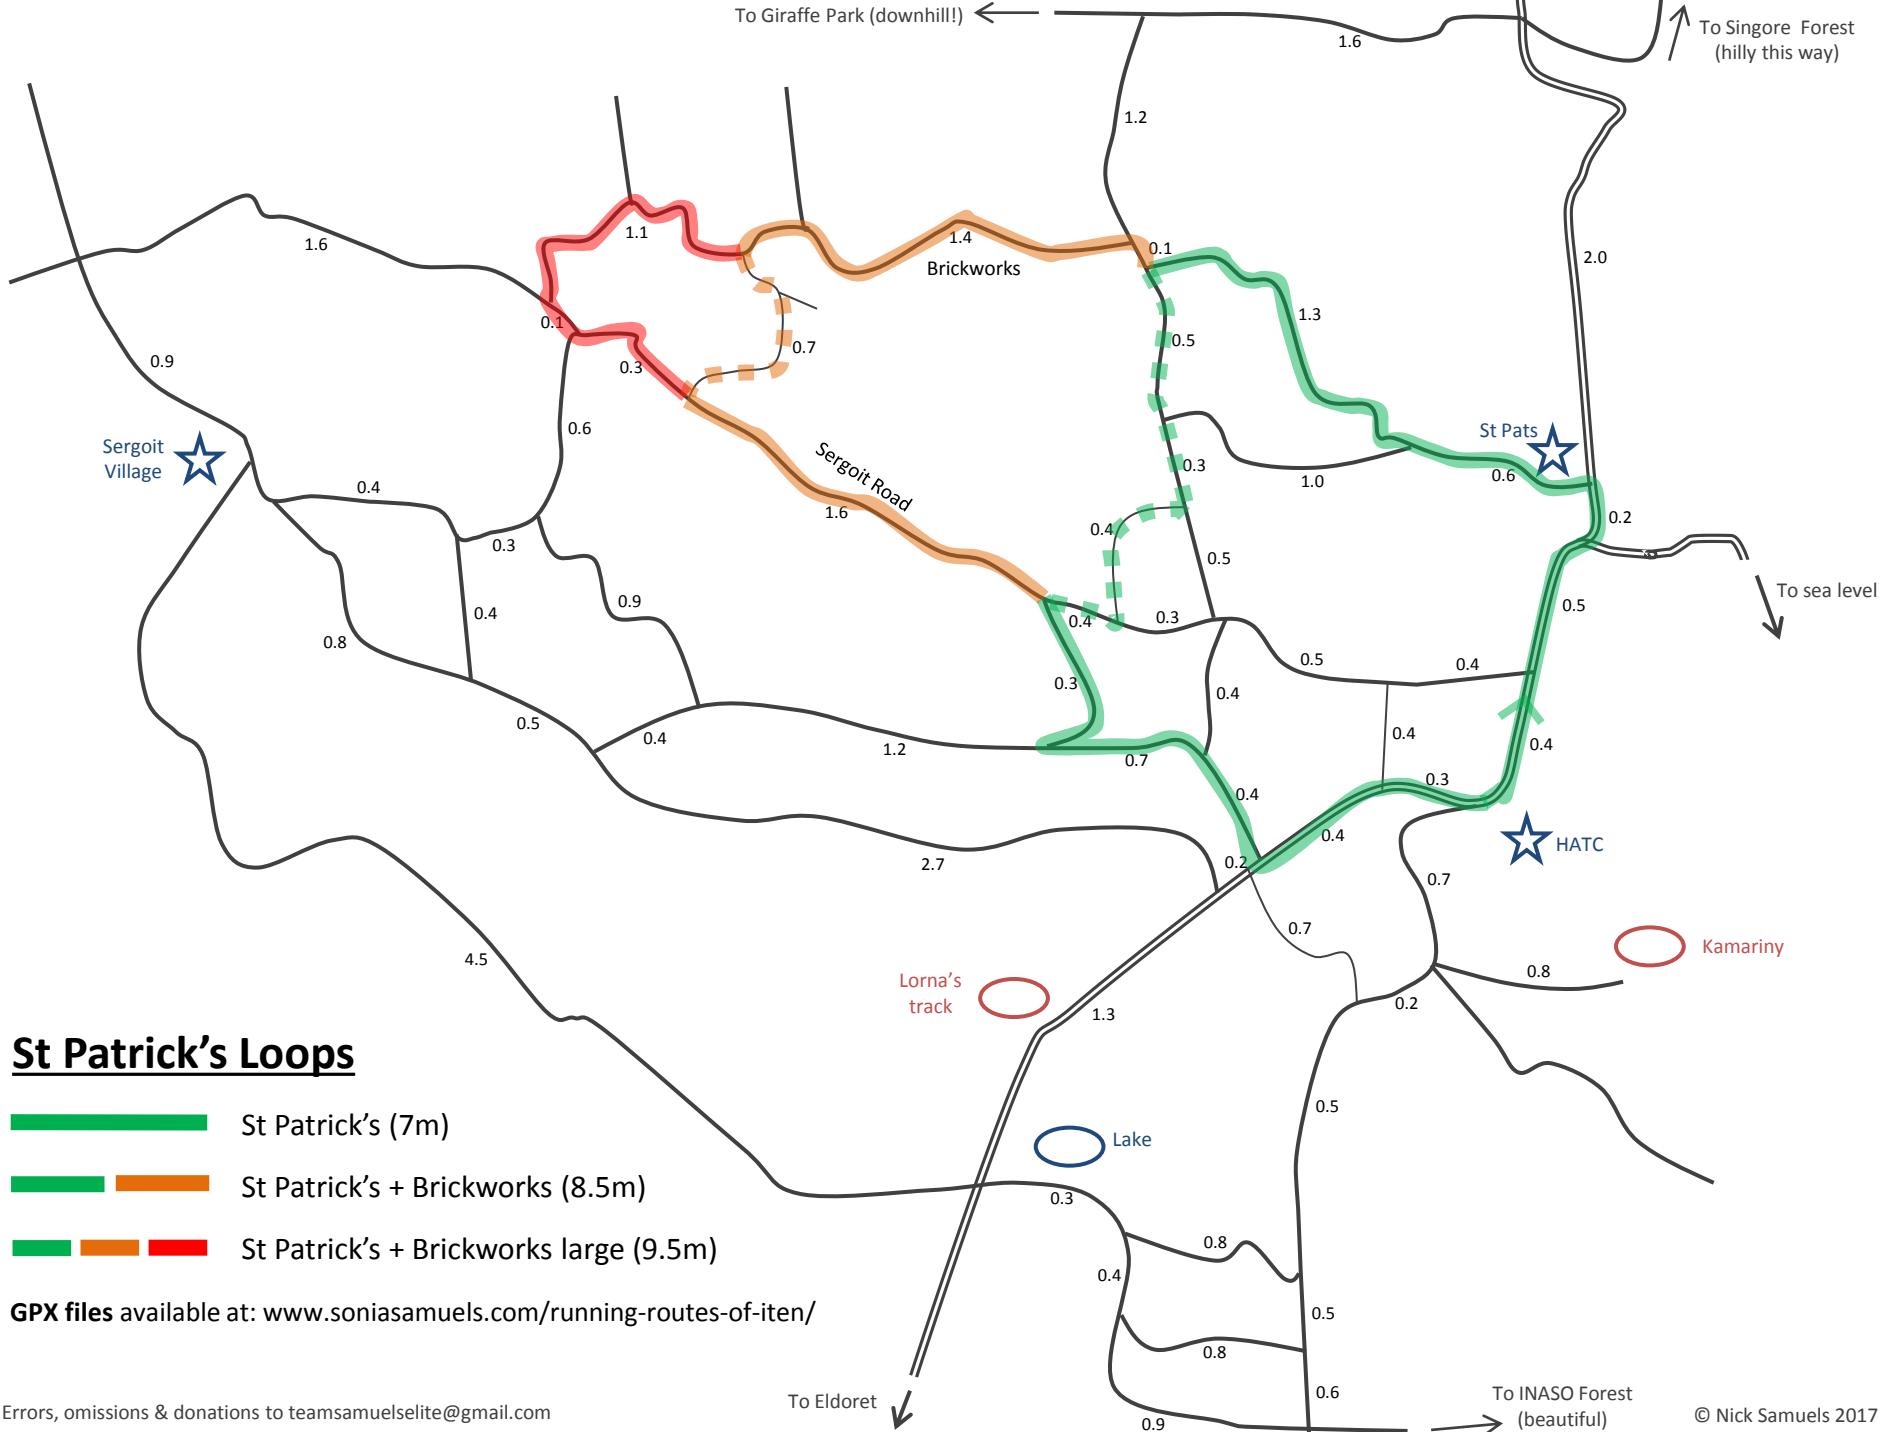 To Giraffe Park (downhill!)
1.6
To Singore Forest
(hilly this way)
1.2
1.6
1.1
1.4
Brickworks
0.1
2.0
0.1
1.3
0.5
0.7
0.9
0.3
0.6
Sergoit
Village
St Pats
Sergoit Road
0.3
1.0
0.6
0.4
1.6
0.2
0.4
0.3
0.5
To sea level
0.9
0.4
0.5
0.8
0.4
0.3
0.5
0.4
0.3
0.4
0.5
0.4
1.2
0.7
0.4
0.4
0.3
0.4
0.4
HATC
2.7
0.2
0.7
0.7
4.5
Lorna’s
track
Kamariny
0.8
0.2
1.3
St Patrick’s Loops
St Patrick’s (7m)
0.5
Lake
St Patrick’s + Brickworks (8.5m)
0.3
St Patrick’s + Brickworks large (9.5m)
0.8
0.4
GPX files available at: www.soniasamuels.com/running-routes-of-iten/
0.5
0.8
0.6
To Eldoret
To INASO Forest
(beautiful)
0.9
Errors, omissions & donations to teamsamuelselite@gmail.com
© Nick Samuels 2017